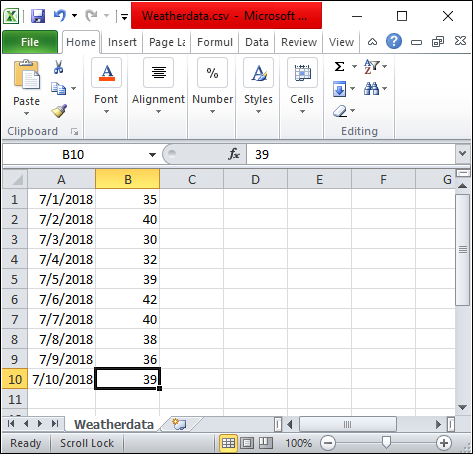 Weatherdata.csv - Microsoft ...
File Home Insert Page La Formul Data Review View
Paste Font Alignment Number Styles Cells
Clipboard Editing
B10 fx 39
A B C D E F G
1 7/1/2018 35
2 7/2/2018 40
3 7/3/2018 30
4 7/4/2018 32
5 7/5/2018 39
6 7/6/2018 42
7 7/7/2018 40
8 7/8/2018 38
9 7/9/2018 36
10 7/10/2018 39
11
Weatherdata
Ready Scroll Lock 100%